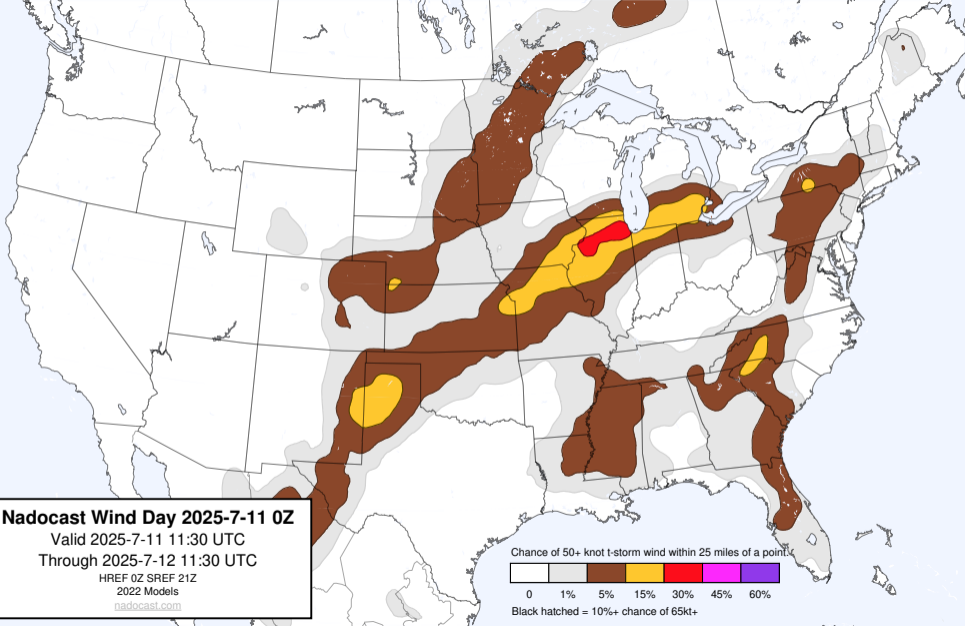 Nadocast Wind Day 2025-7-11 0Z
Valid 2025-7-11 11:30 UTC
Through 2025-7-12 11:30 UTC
HREF 0Z SREF 21Z
2022 Models
nadocast.com
Chance of 50+ knot t-storm wind within 25 miles of a point.
0 1% 5% 15% 30% 45% 60%
Black hatched = 10%+ chance of 65kt+